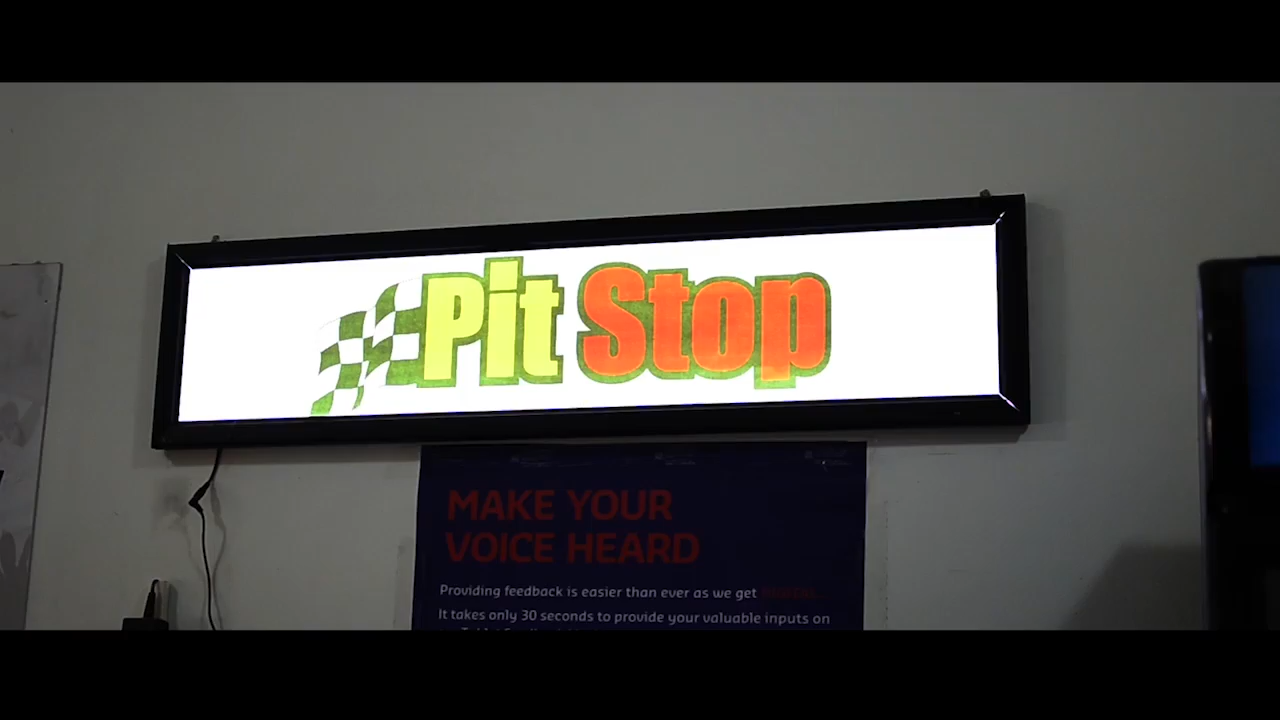 Pit Stop
MAKE YOUR
VOICE HEARD
Providing feedback is easier than ever as we get
It takes only 30 seconds to provide your valuable inputs on